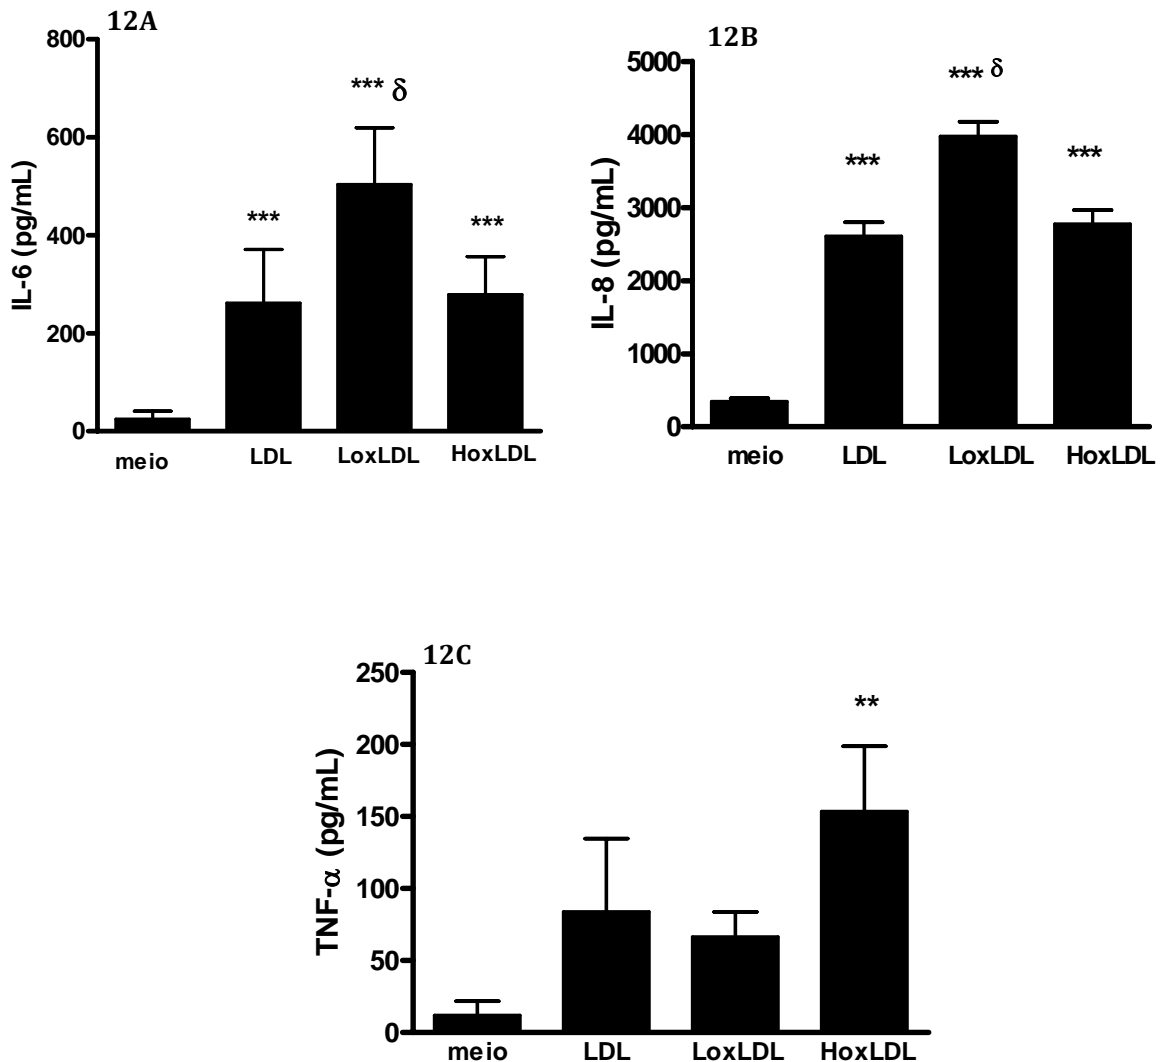 12A
IL-6 (pg/mL)
800
600
400
200
0
*** δ
***
***
meio LDL LoxLDL HoxLDL
12B
IL-8 (pg/mL)
5000
4000
3000
2000
1000
0
*** δ
***
***
meio LDL LoxLDL HoxLDL
12C
TNF-α (pg/mL)
250
200
150
100
50
0
**
meio LDL LoxLDL HoxLDL